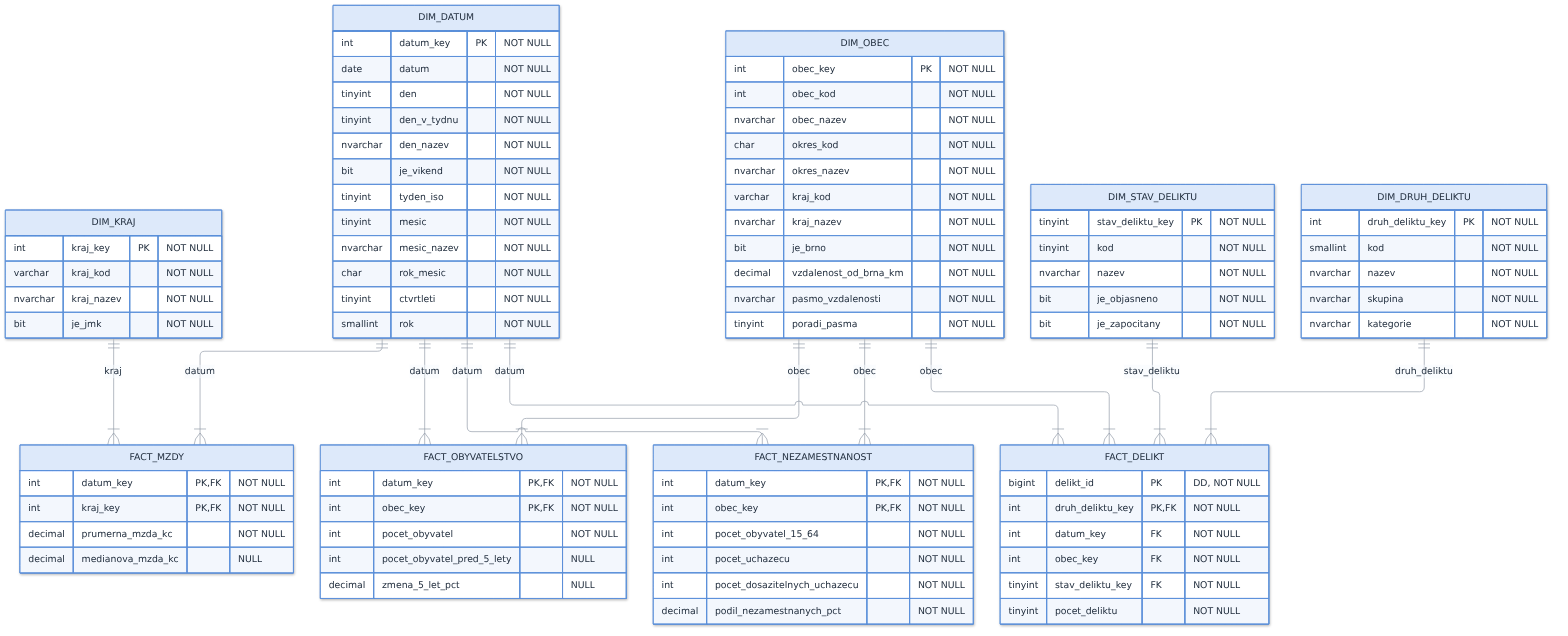 DIM_DATUM
int datum_key PK NOT NULL
date datum NOT NULL
tinyint den NOT NULL
tinyint den_v_tydnu NOT NULL
nvarchar den_nazev NOT NULL
bit je_vikend NOT NULL
tinyint tyden_iso NOT NULL
tinyint mesic NOT NULL
nvarchar mesic_nazev NOT NULL
char rok_mesic NOT NULL
tinyint ctvrtleti NOT NULL
smallint rok NOT NULL
DIM_OBEC
int obec_key PK NOT NULL
int obec_kod NOT NULL
nvarchar obec_nazev NOT NULL
char okres_kod NOT NULL
nvarchar okres_nazev NOT NULL
varchar kraj_kod NOT NULL
nvarchar kraj_nazev NOT NULL
bit je_brno NOT NULL
decimal vzdalenost_od_brna_km NOT NULL
nvarchar pasmo_vzdalenosti NOT NULL
tinyint poradi_pasma NOT NULL
DIM_STAV_DELIKTU
tinyint stav_deliktu_key PK NOT NULL
tinyint kod NOT NULL
nvarchar nazev NOT NULL
bit je_objasneno NOT NULL
bit je_zapocitany NOT NULL
DIM_DRUH_DELIKTU
int druh_deliktu_key PK NOT NULL
smallint kod NOT NULL
nvarchar nazev NOT NULL
nvarchar skupina NOT NULL
nvarchar kategorie NOT NULL
DIM_KRAJ
int kraj_key PK NOT NULL
varchar kraj_kod NOT NULL
nvarchar kraj_nazev NOT NULL
bit je_jmk NOT NULL
kraj datum datum datum datum obec obec obec stav_deliktu druh_deliktu
FACT_MZDY
int datum_key PK,FK NOT NULL
int kraj_key PK,FK NOT NULL
decimal prumerna_mzda_kc NOT NULL
decimal medianova_mzda_kc NULL
FACT_OBYVATELSTVO
int datum_key PK,FK NOT NULL
int obec_key PK,FK NOT NULL
int pocet_obyvatel NOT NULL
int pocet_obyvatel_pred_5_lety NULL
decimal zmena_5_let_pct NULL
FACT_NEZAMESTNANOST
int datum_key PK,FK NOT NULL
int obec_key PK,FK NOT NULL
int pocet_obyvatel_15_64 NOT NULL
int pocet_uchazecu NOT NULL
int pocet_dosazitelnych_uchazecu NOT NULL
decimal podil_nezamestnanych_pct NOT NULL
FACT_DELIKT
bigint delikt_id PK DD, NOT NULL
int druh_deliktu_key PK,FK NOT NULL
int datum_key FK NOT NULL
int obec_key FK NOT NULL
tinyint stav_deliktu_key FK NOT NULL
tinyint pocet_deliktu NOT NULL